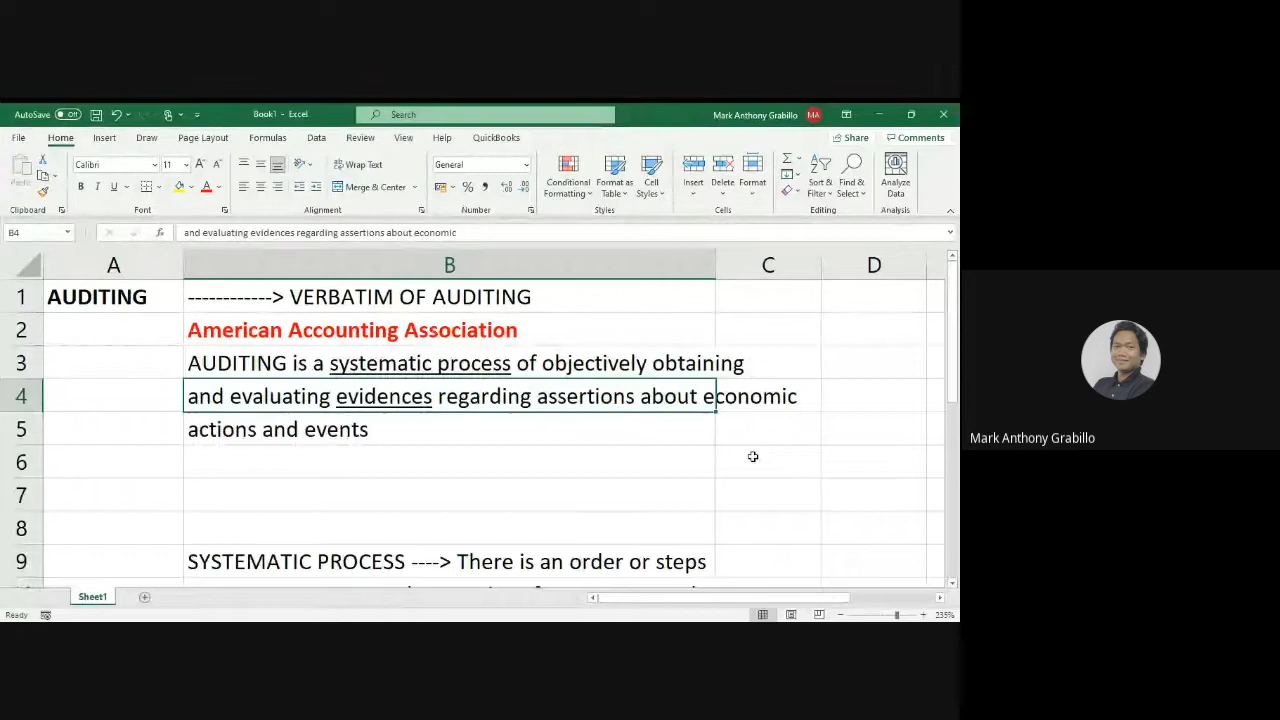 AutoSave Off Book1 - Excel Search Mark Anthony Grabillo MA
File Home Insert Draw Page Layout Formulas Data Review View Help QuickBooks Share Comments
Paste Calibri 11 A A Wrap Text General Conditional Formatting Format as Table Cell Styles Insert Delete Format Sort & Filter Find & Select Analyze Data
B I U A Merge & Center % 
Clipboard Font Alignment Number Styles Cells Editing Analysis
B4 fx and evaluating evidences regarding assertions about economic
A B C D
1 AUDITING ------------> VERBATIM OF AUDITING
2 American Accounting Association
3 AUDITING is a systematic process of objectively obtaining
4 and evaluating evidences regarding assertions about economic
5 actions and events
6
7
8
9 SYSTEMATIC PROCESS ----> There is an order or steps
Sheet1
Ready 235%
Mark Anthony Grabillo